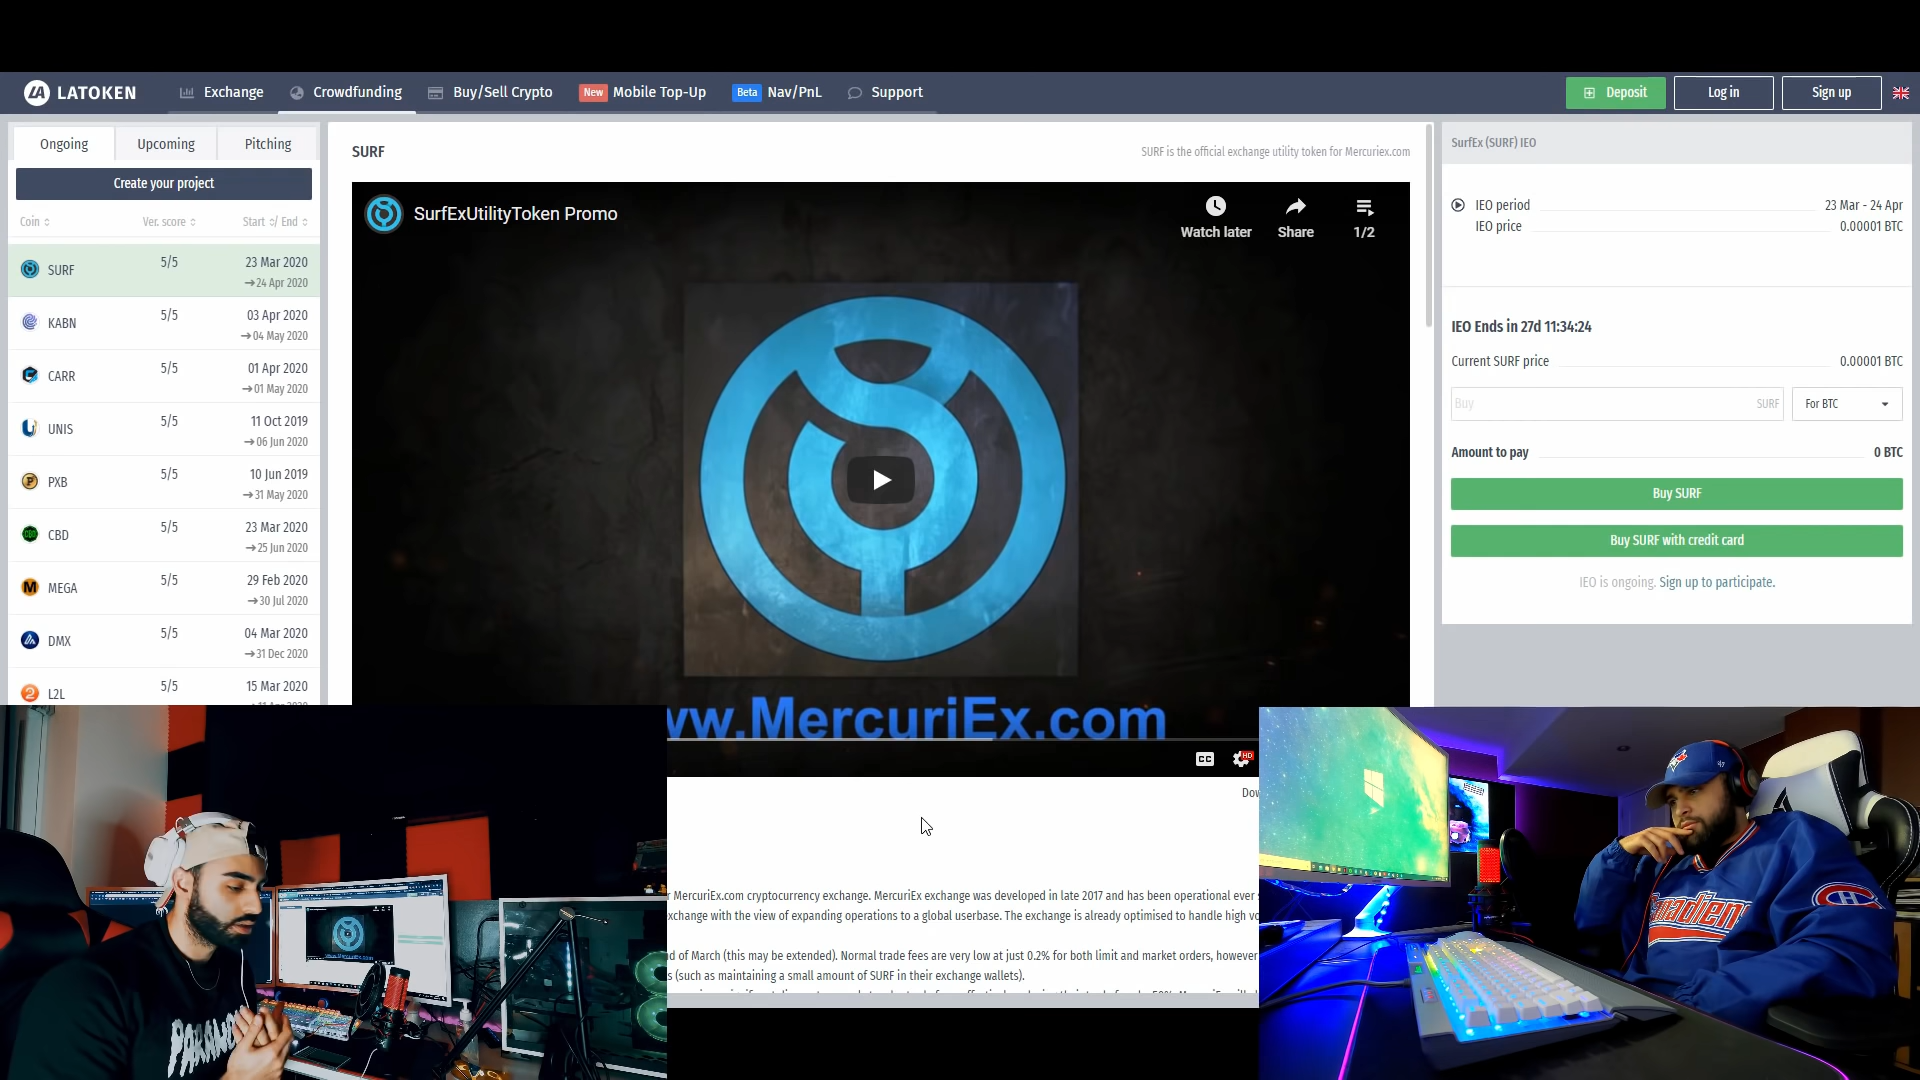 LATOKEN
Exchange
Crowdfunding
Buy/Sell Crypto
New Mobile Top-Up
Beta Nav/PnL
Support
Deposit
Log in
Sign up
Ongoing
Upcoming
Pitching
Create your project
Coin
Ver. score
Start / End
SURF 5/5 23 Mar 2020
→24 Apr 2020
KABN 5/5 03 Apr 2020
→04 May 2020
CARR 5/5 01 Apr 2020
→01 May 2020
UNIS 5/5 11 Oct 2019
→06 Jun 2020
PXB 5/5 10 Jun 2019
→31 May 2020
CBD 5/5 23 Mar 2020
→25 Jun 2020
MEGA 5/5 29 Feb 2020
→30 Jul 2020
DMX 5/5 04 Mar 2020
→31 Dec 2020
L2L 5/5 15 Mar 2020
SURF
SURF is the official exchange utility token for Mercuriex.com
SurfExUtilityToken Promo
Watch later
Share
1/2
www.MercuriEx.com
CC
HD
MercuriEx.com cryptocurrency exchange. MercuriEx exchange was developed in late 2017 and has been operational ever
xchange with the view of expanding operations to a global userbase. The exchange is already optimised to handle high
d of March (this may be extended). Normal trade fees are very low at just 0.2% for both limit and market orders, however
s (such as maintaining a small amount of SURF in their exchange wallets).
SurfEx (SURF) IEO
IEO period 23 Mar - 24 Apr
IEO price 0.00001 BTC
IEO Ends in 27d 11:34:24
Current SURF price 0.00001 BTC
Buy SURF
For BTC
Amount to pay 0 BTC
Buy SURF
Buy SURF with credit card
IEO is ongoing. Sign up to participate.